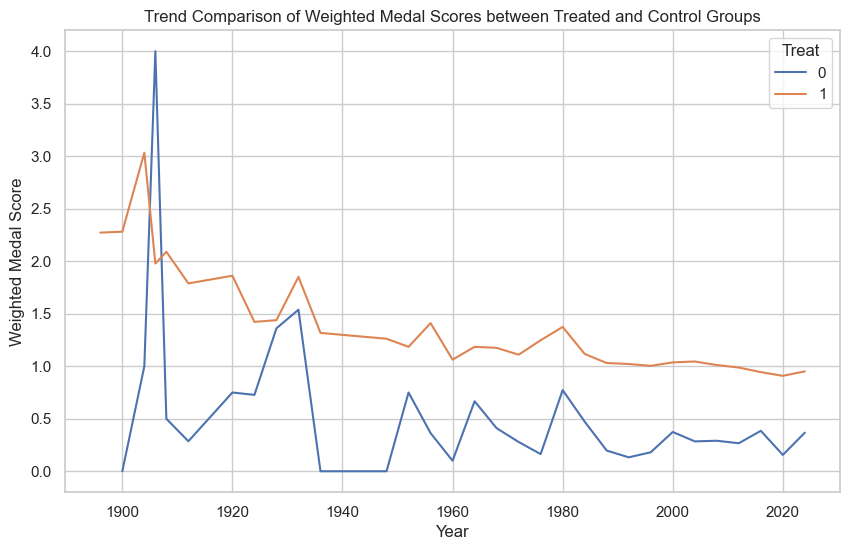 Trend Comparison of Weighted Medal Scores between Treated and Control Groups
Treat
0
1
Weighted Medal Score
4.0
3.5
3.0
2.5
2.0
1.5
1.0
0.5
0.0
1900 1920 1940 1960 1980 2000 2020
Year